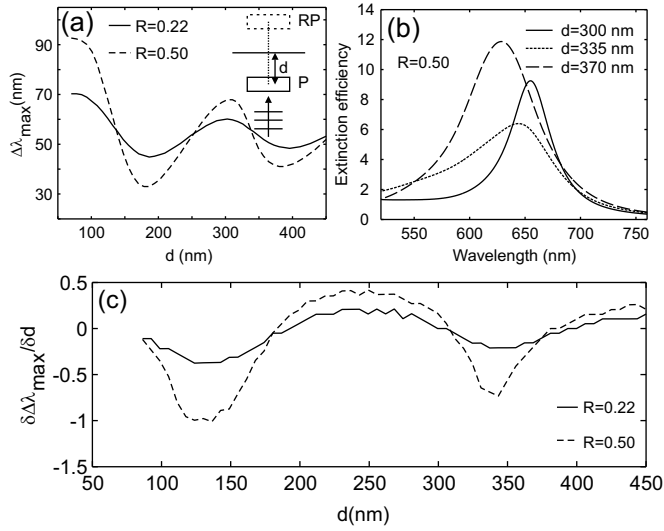 (a)
R=0.22
R=0.50
RP
d
P
Δλmax(nm)
90
70
50
30
100
200
300
400
d (nm)
(b)
R=0.50
d=300 nm
d=335 nm
d=370 nm
Extinction efficiency
14
12
10
8
6
4
2
0
550
600
650
700
750
Wavelength (nm)
(c)
R=0.22
R=0.50
δΔλmax/δd
0.5
0
-0.5
-1
-1.5
50
100
150
200
250
300
350
400
450
d(nm)